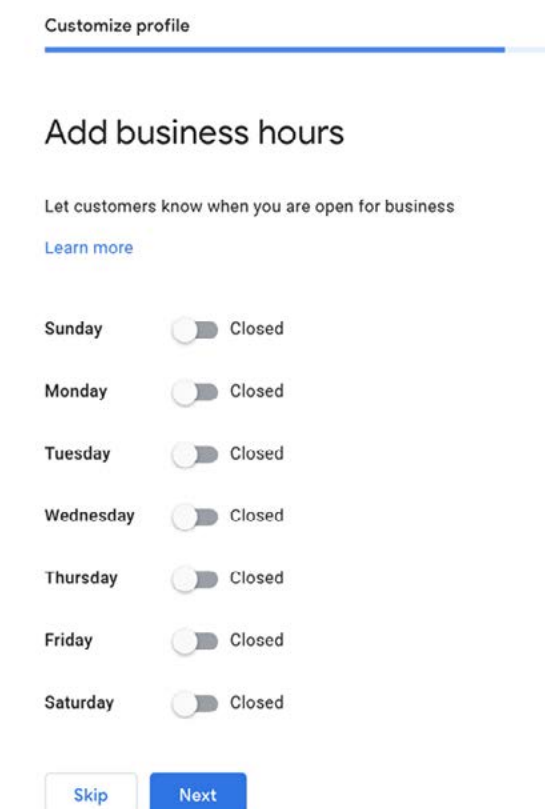 Customize profile
Add business hours
Let customers know when you are open for business
Learn more
Sunday Closed
Monday Closed
Tuesday Closed
Wednesday Closed
Thursday Closed
Friday Closed
Saturday Closed
Skip Next